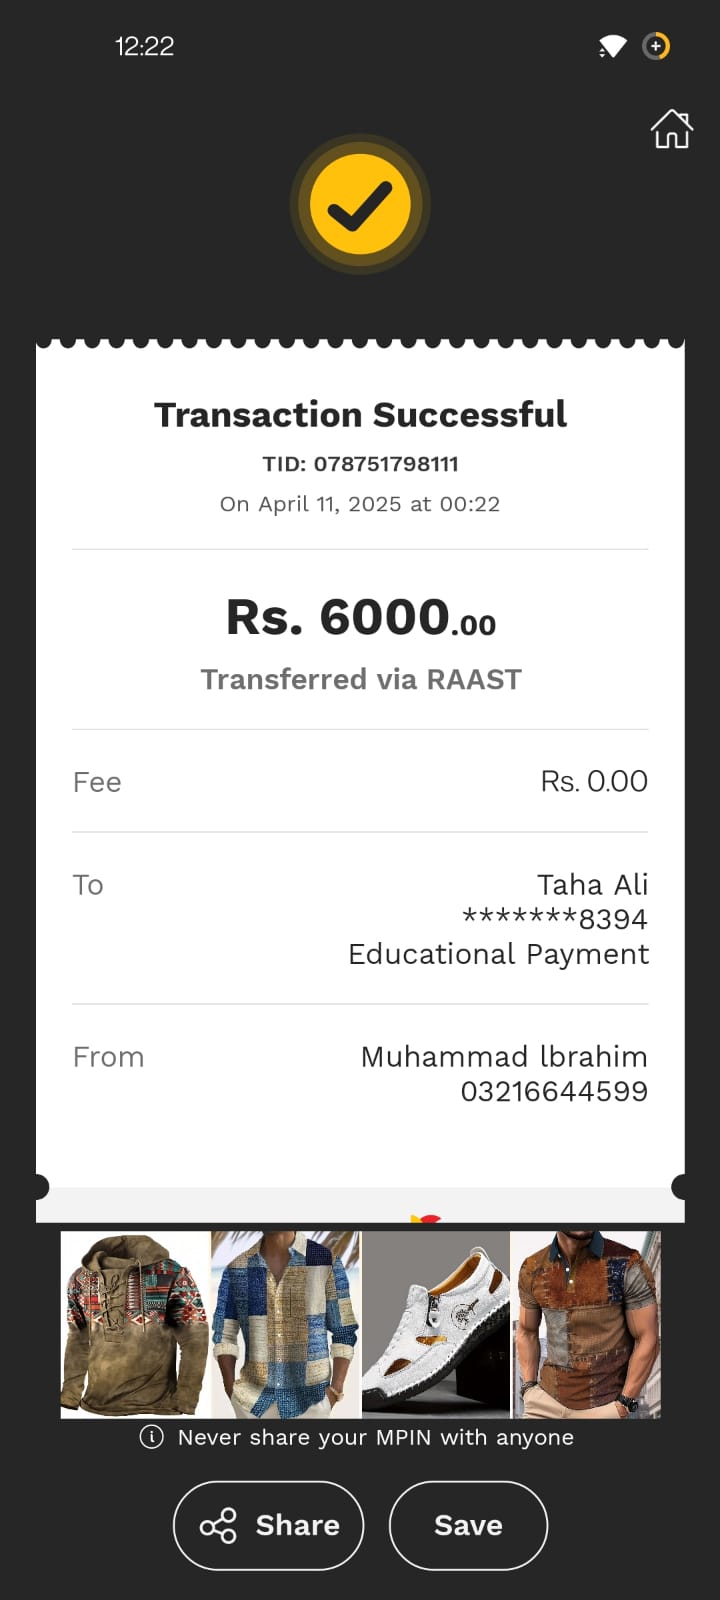 12:22
Transaction Successful
TID: 078751798111
On April 11, 2025 at 00:22
Rs. 6000.00
Transferred via RAAST
Fee
Rs. 0.00
To
Taha Ali
*******8394
Educational Payment
From
Muhammad lbrahim
03216644599
Never share your MPIN with anyone
Share
Save